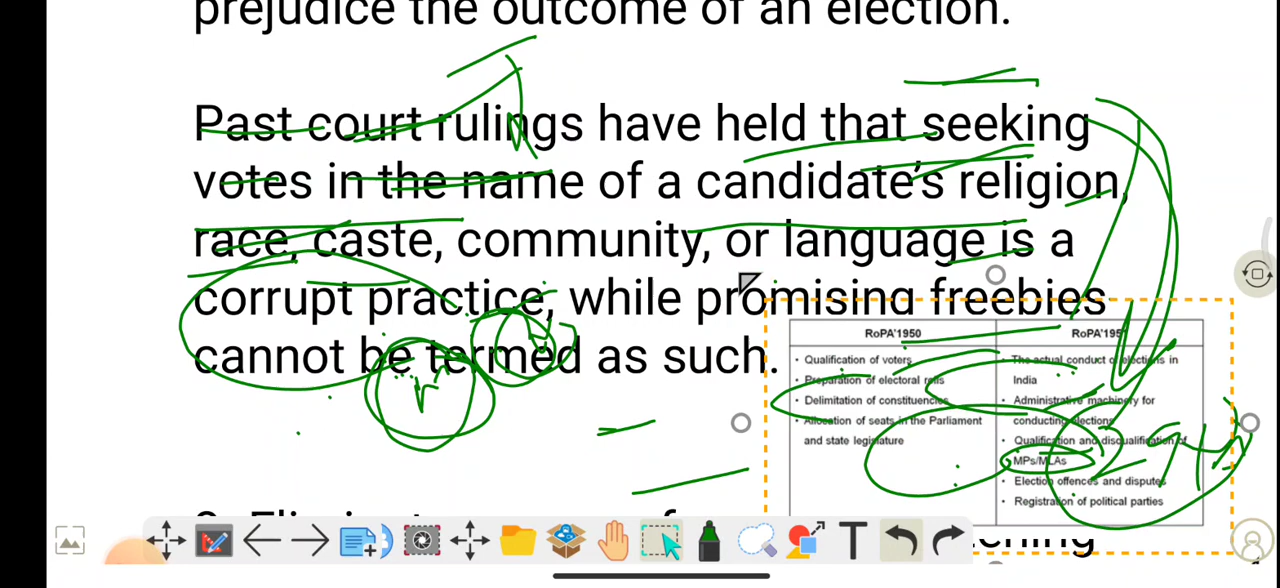 prejudice the outcome of an election.
Past court rulings have held that seeking
votes in the name of a candidate's religion,
race, caste, community, or language is a
corrupt practice, while promising freebies
cannot be termed as such.
RoPA'1950
• Qualification of voters
• Preparation of electoral rolls
• Delimitation of constituencies
• Allocation of seats in the Parliament
and state legislature
RoPA'1951
• The actual conduct of elections in
India
• Administrative machinery for
conducting elections
• Qualification and disqualification of
MPs/MLAs
• Election offences and disputes
• Registration of political parties
T